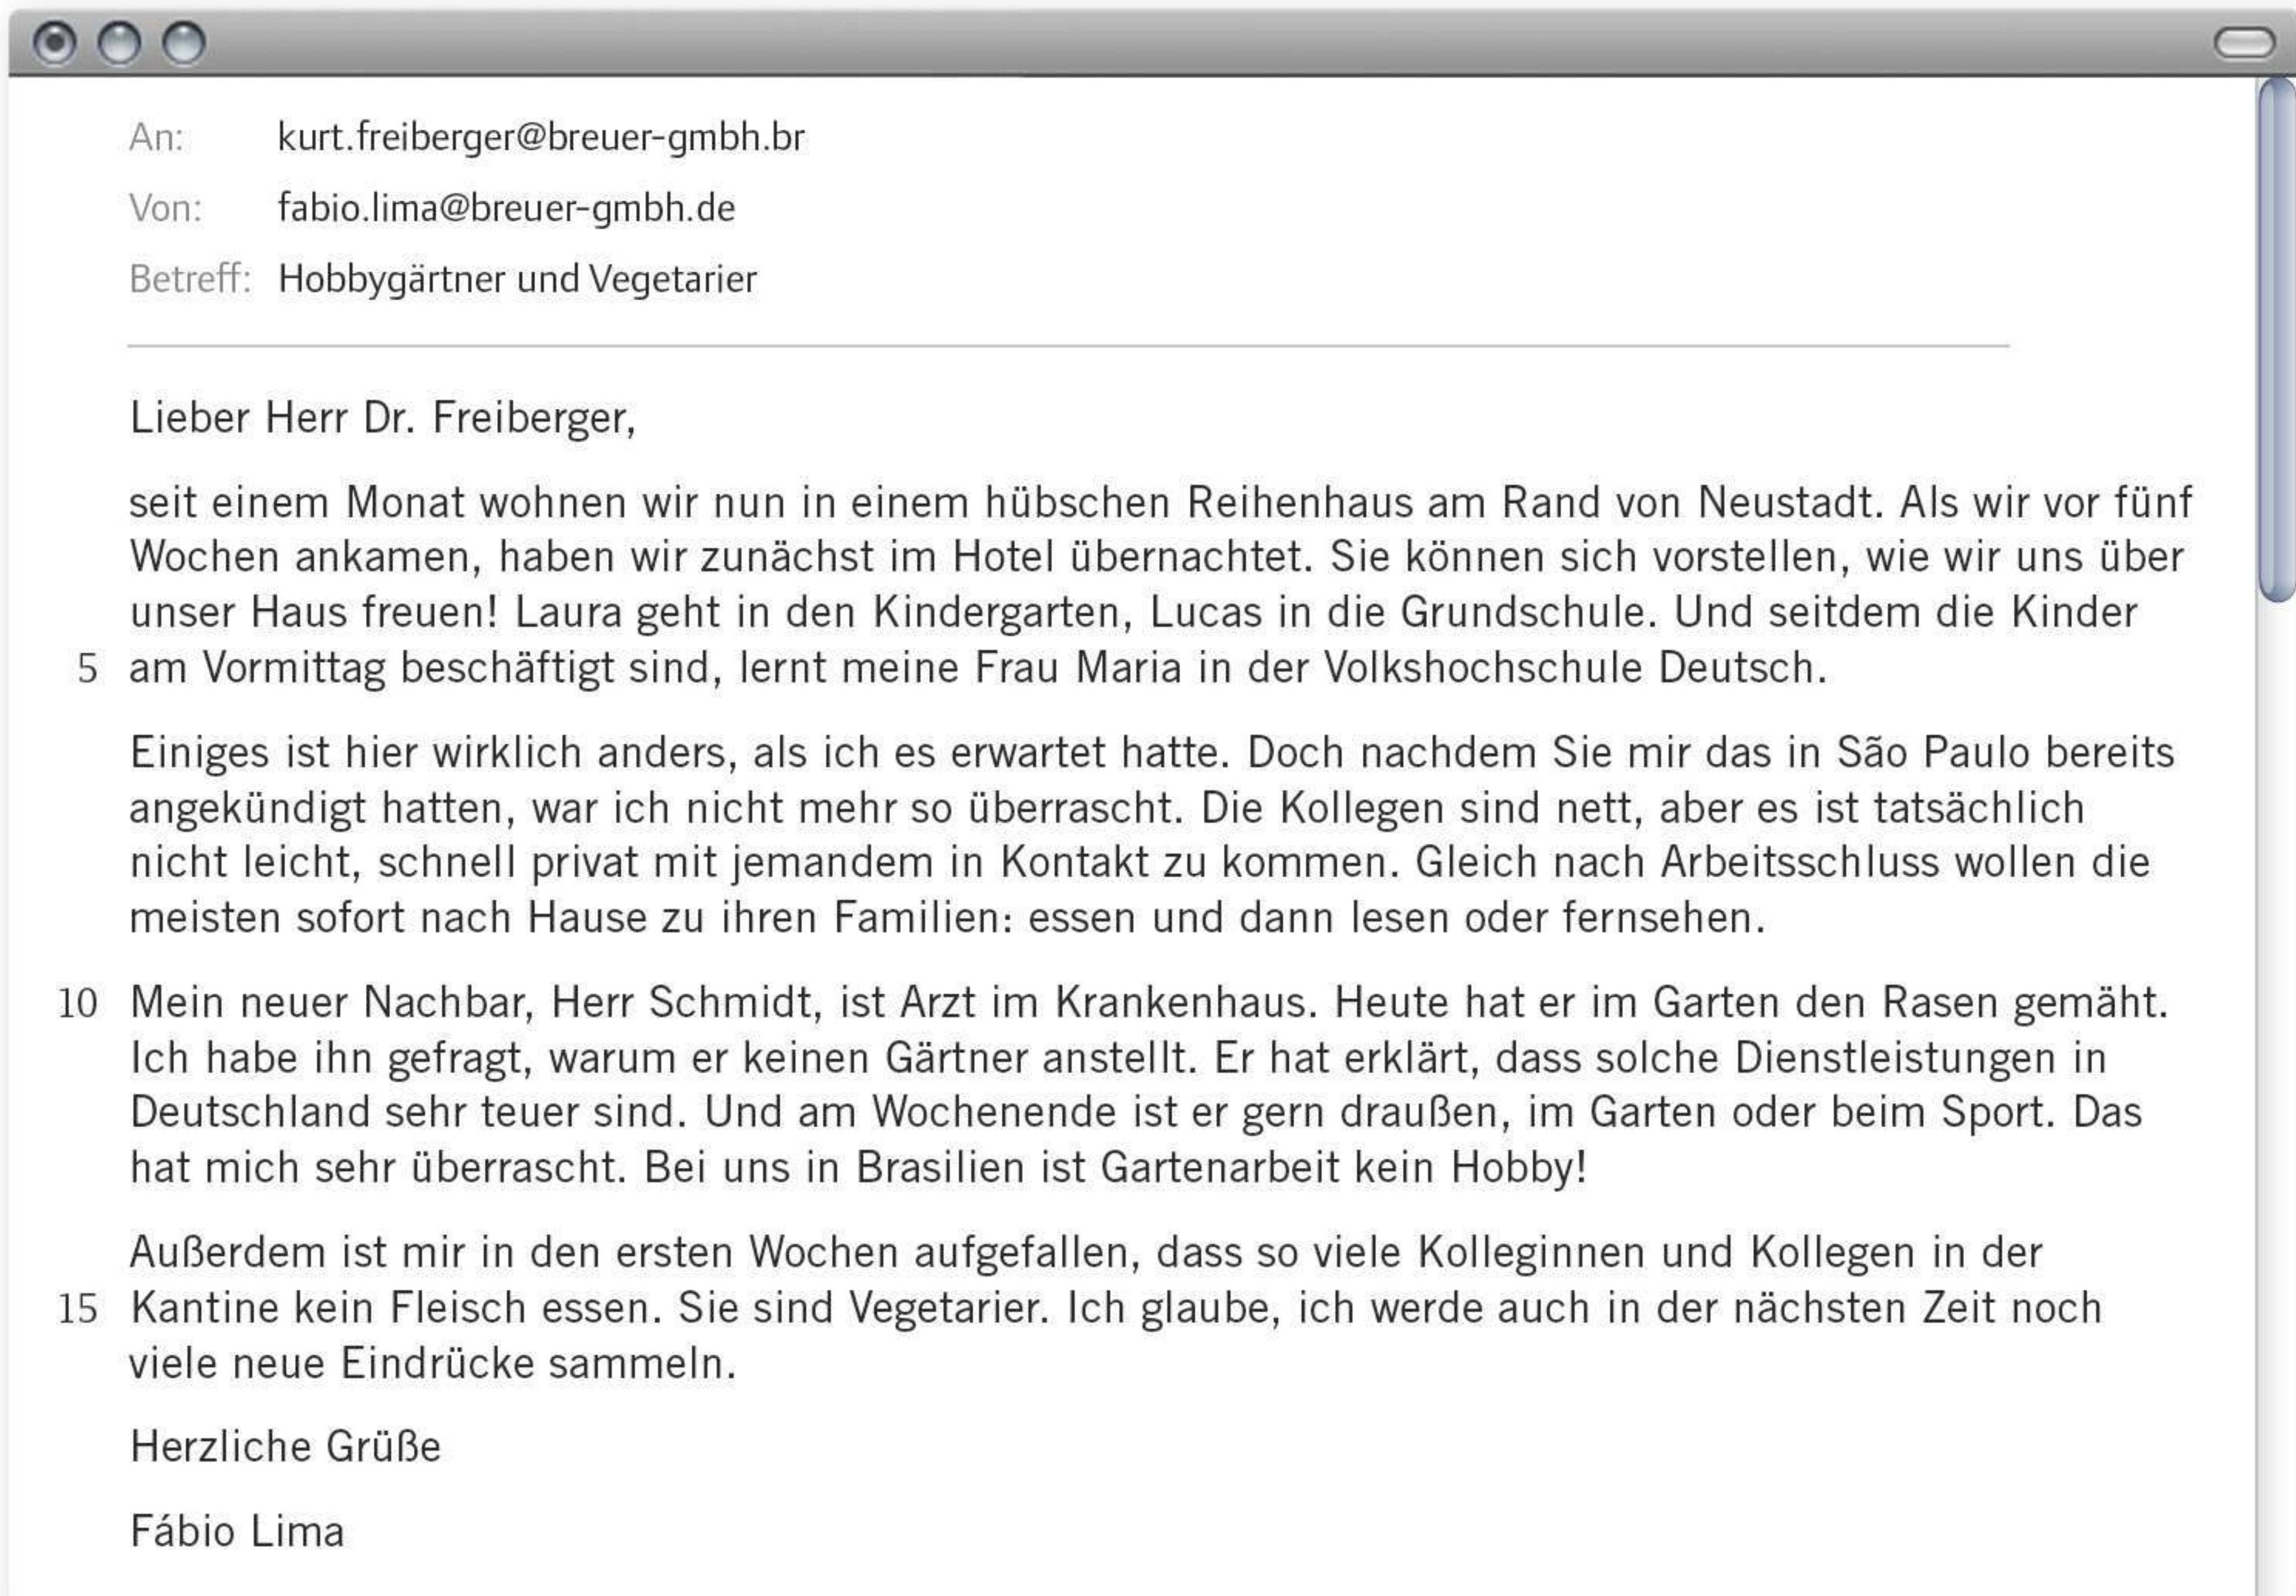 An: kurt.freiberger@breuer-gmbh.br
Von: fabio.lima@breuer-gmbh.de
Betreff: Hobbygärtner und Vegetarier
Lieber Herr Dr. Freiberger,
seit einem Monat wohnen wir nun in einem hübschen Reihenhaus am Rand von Neustadt. Als wir vor fünf
Wochen ankamen, haben wir zunächst im Hotel übernachtet. Sie können sich vorstellen, wie wir uns über
unser Haus freuen! Laura geht in den Kindergarten, Lucas in die Grundschule. Und seitdem die Kinder
5 am Vormittag beschäftigt sind, lernt meine Frau Maria in der Volkshochschule Deutsch.
Einiges ist hier wirklich anders, als ich es erwartet hatte. Doch nachdem Sie mir das in São Paulo bereits
angekündigt hatten, war ich nicht mehr so überrascht. Die Kollegen sind nett, aber es ist tatsächlich
nicht leicht, schnell privat mit jemandem in Kontakt zu kommen. Gleich nach Arbeitsschluss wollen die
meisten sofort nach Hause zu ihren Familien: essen und dann lesen oder fernsehen.
10 Mein neuer Nachbar, Herr Schmidt, ist Arzt im Krankenhaus. Heute hat er im Garten den Rasen gemäht.
Ich habe ihn gefragt, warum er keinen Gärtner anstellt. Er hat erklärt, dass solche Dienstleistungen in
Deutschland sehr teuer sind. Und am Wochenende ist er gern draußen, im Garten oder beim Sport. Das
hat mich sehr überrascht. Bei uns in Brasilien ist Gartenarbeit kein Hobby!
Außerdem ist mir in den ersten Wochen aufgefallen, dass so viele Kolleginnen und Kollegen in der
15 Kantine kein Fleisch essen. Sie sind Vegetarier. Ich glaube, ich werde auch in der nächsten Zeit noch
viele neue Eindrücke sammeln.
Herzliche Grüße
Fábio Lima